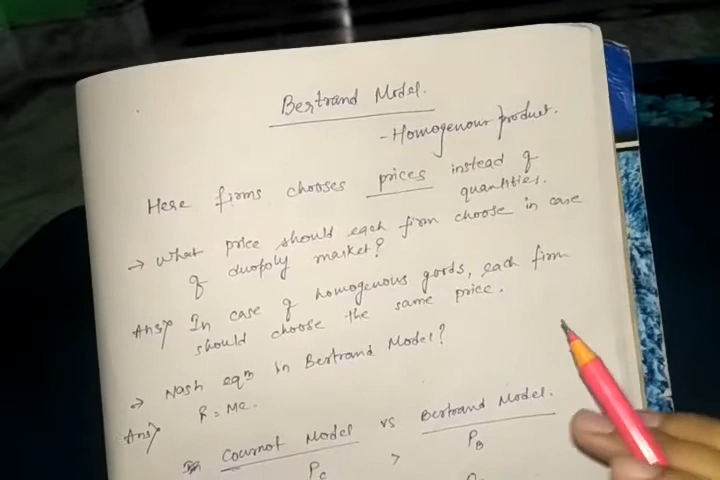 Bertrand Model.
- Homogenous product.
Here firms chooses prices instead of
quantities.
→ What price should each firm choose in case
of duopoly market?
Ans) In case of homogenous goods, each firm
should choose the same price.
→ Nash eqm in Bertrand Model?
Ans) P = MC.
Cournot Model vs Bertrand Model.
Pc > PB